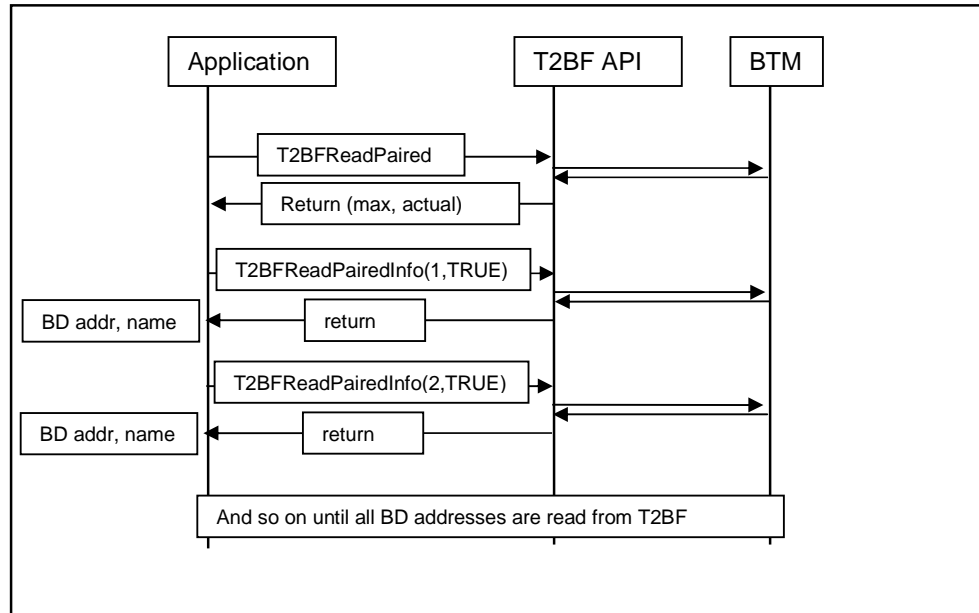 Application
T2BF API
BTM
T2BFReadPaired
Return (max, actual)
T2BFReadPairedInfo(1,TRUE)
BD addr, name
return
T2BFReadPairedInfo(2,TRUE)
BD addr, name
return
And so on until all BD addresses are read from T2BF